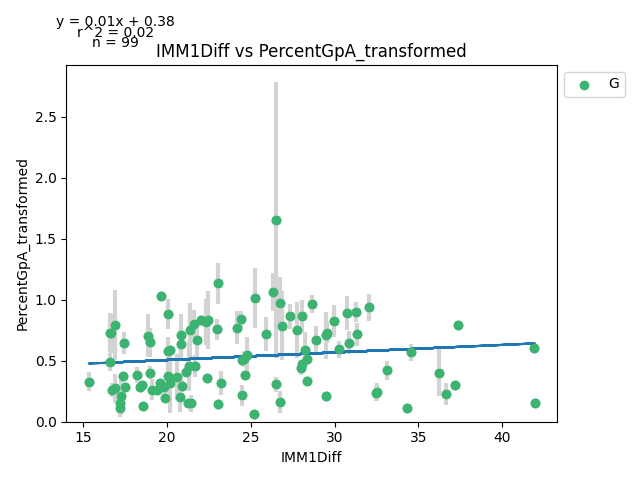 y = 0.01x + 0.38
r^2 = 0.02
n = 99
IMM1Diff vs PercentGpA_transformed
G
PercentGpA_transformed
2.5
2.0
1.5
1.0
0.5
0.0
15 20 25 30 35 40
IMM1Diff